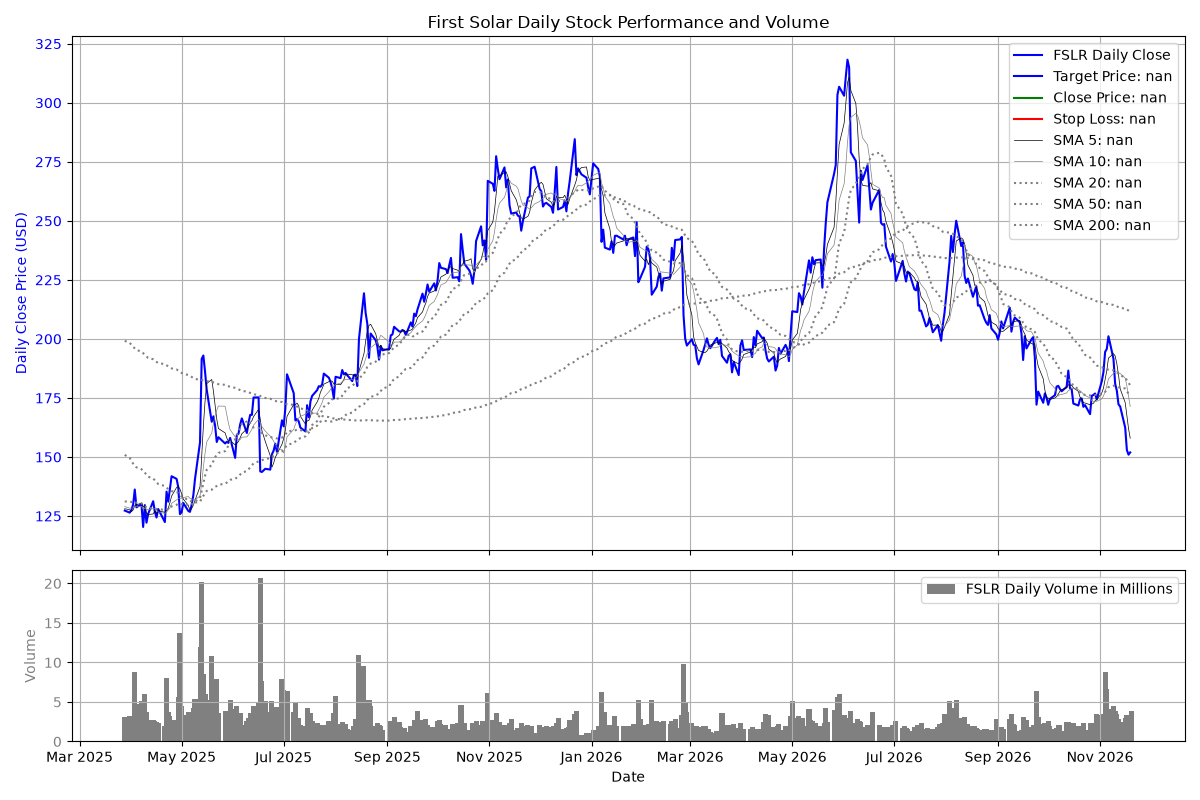 First Solar Daily Stock Performance and Volume
Daily Close Price (USD)
325
300
275
250
225
200
175
150
125
FSLR Daily Close
Target Price: nan
Close Price: nan
Stop Loss: nan
SMA 5: nan
SMA 10: nan
SMA 20: nan
SMA 50: nan
SMA 200: nan
Volume
20
15
10
5
0
FSLR Daily Volume in Millions
Mar 2025 May 2025 Jul 2025 Sep 2025 Nov 2025 Jan 2026 Mar 2026 May 2026 Jul 2026 Sep 2026 Nov 2026
Date